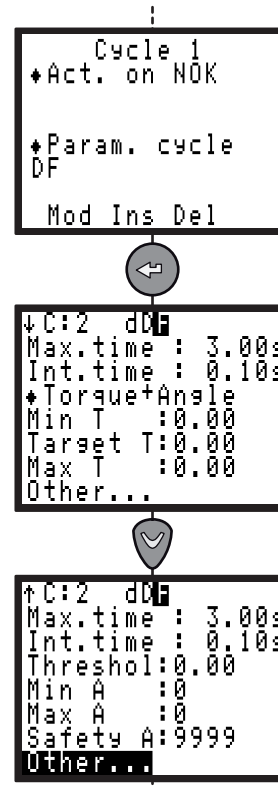 Cycle 1
♦Act. on NOK
♦Param. cycle
DF
Mod Ins Del
↓C:2 dDF
Max.time : 3.00s
Int.time : 0.10s
♦Torque+Angle
Min T :0.00
Target T:0.00
Max T :0.00
Other...
↑C:2 dDF
Max.time : 3.00s
Int.time : 0.10s
Threshol:0.00
Min A :0
Max A :0
Safety A:9999
Other...